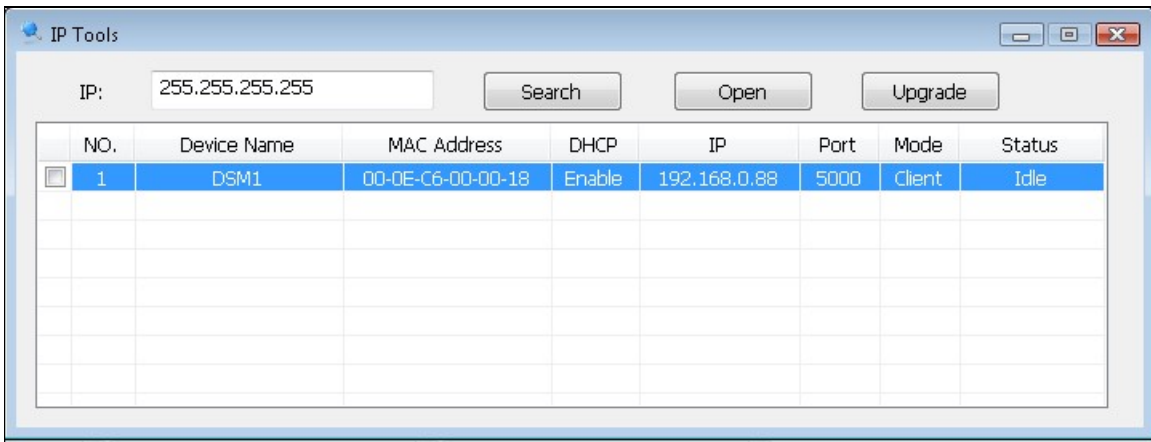 IP Tools
IP: 255.255.255.255 Search Open Upgrade
NO. Device Name MAC Address DHCP IP Port Mode Status
1 DSM1 00-0E-C6-00-00-18 Enable 192.168.0.88 5000 Client Idle